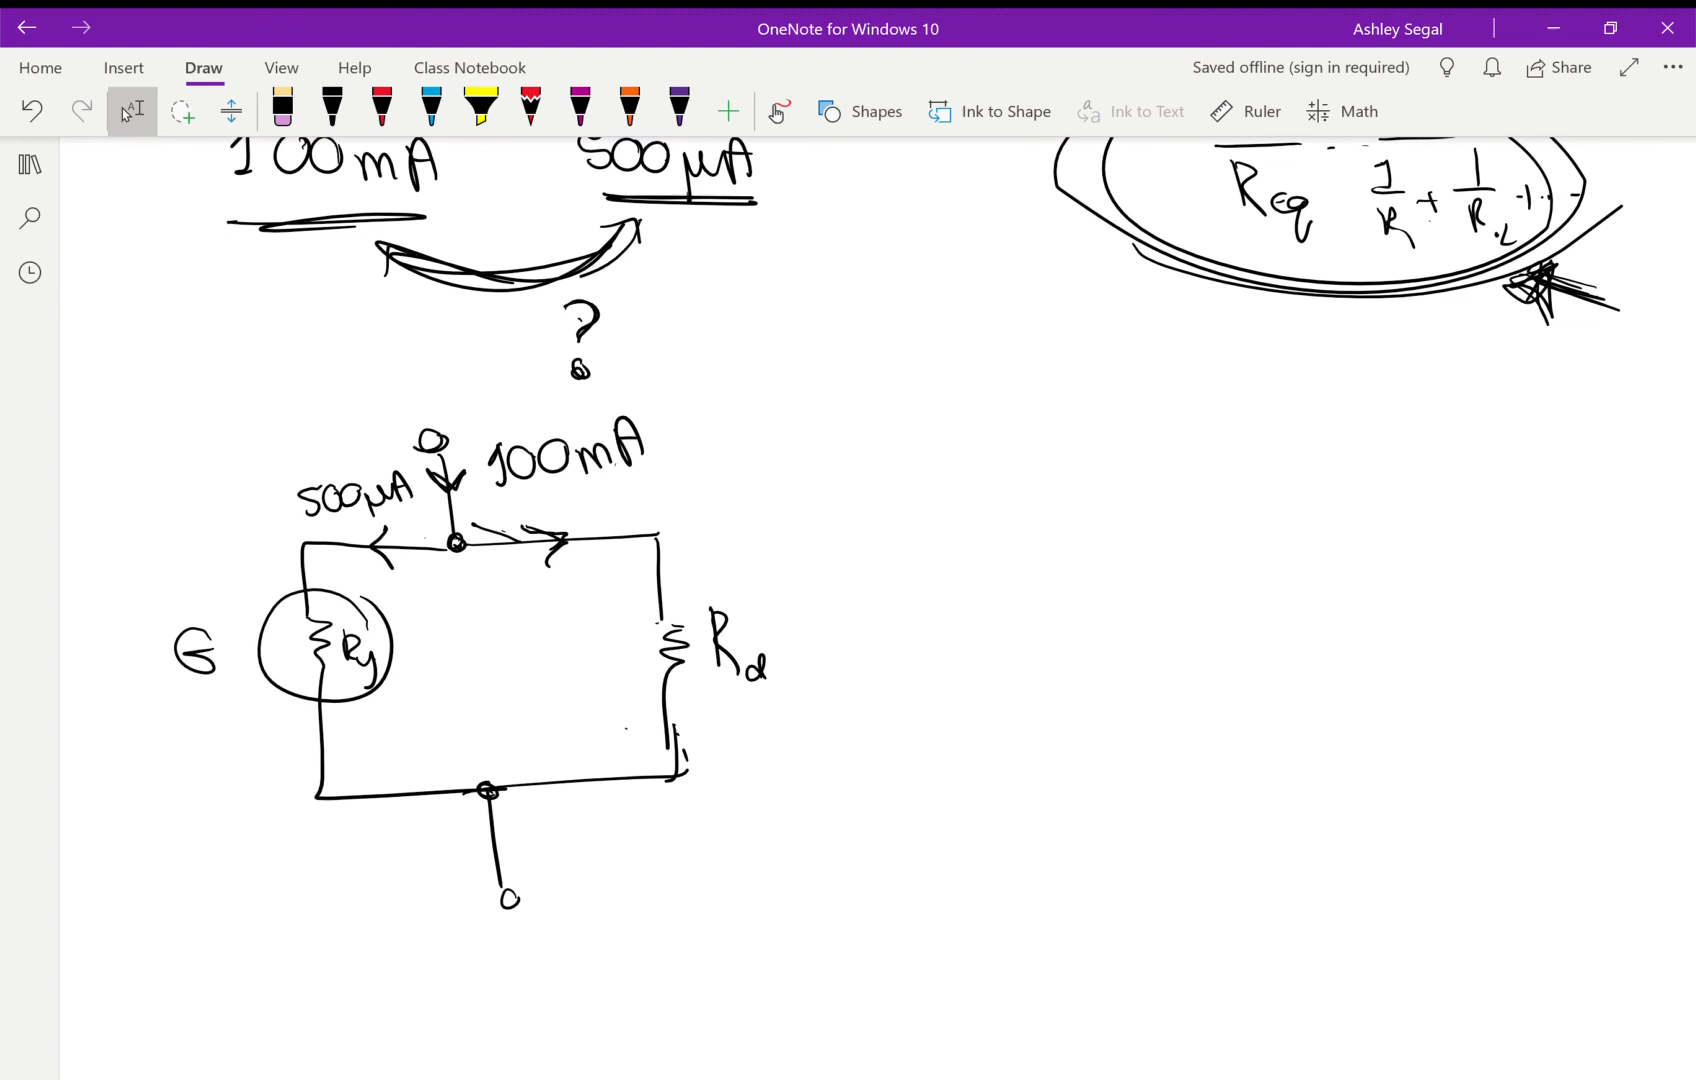 OneNote for Windows 10
Ashley Segal
Home Insert Draw View Help Class Notebook
Saved offline (sign in required) Share
Shapes Ink to Shape Ink to Text Ruler Math
100mA 500µA
Req 1/R + 1/R2 + ...
?
500µA 100mA
G Rg Rd